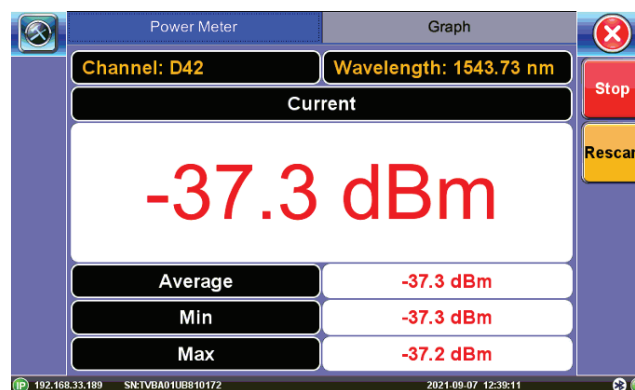 Power Meter
Graph
Channel: D42
Wavelength: 1543.73 nm
Stop
Current
-37.3 dBm
Average
-37.3 dBm
Min
-37.3 dBm
Max
-37.2 dBm
IP 192.168.33.189 SN:TVBA01UB810172 2021-09-07 12:39:11